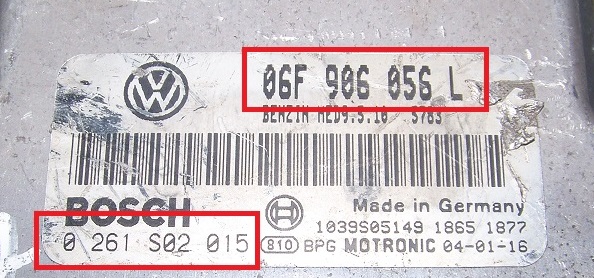 VW
06F 906 056 L
BENZIN MED9.5.10 S783
BOSCH
Made in Germany
1039S05149 1865 1877
0 261 S02 015
810 BPG MOTRONIC 04-01-16